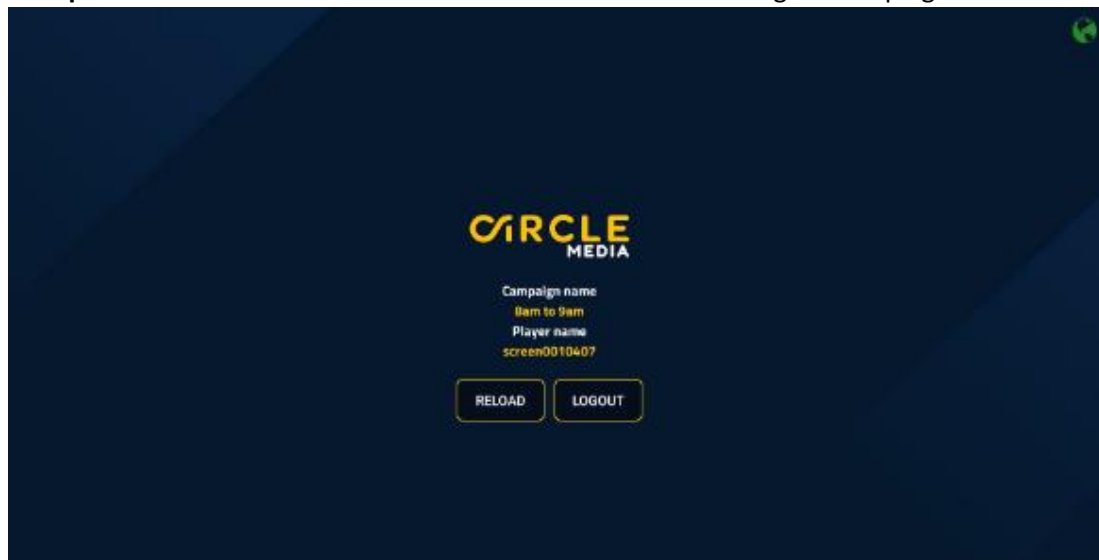 CIRCLE
MEDIA
Campaign name
8am to 9am
Player name
screen0010407
RELOAD
LOGOUT